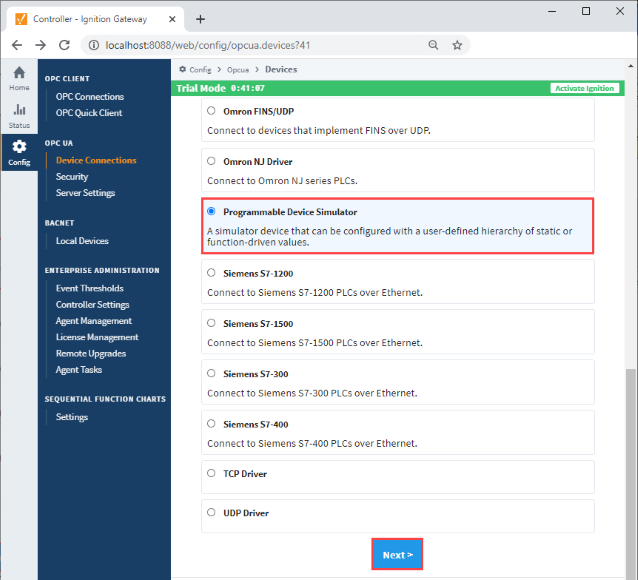 Controller - Ignition Gateway
localhost:8088/web/config/opcua.devices?41
Home
Status
Config
OPC CLIENT
OPC Connections
OPC Quick Client
OPC UA
Device Connections
Security
Server Settings
BACNET
Local Devices
ENTERPRISE ADMINISTRATION
Event Thresholds
Controller Settings
Agent Management
License Management
Remote Upgrades
Agent Tasks
SEQUENTIAL FUNCTION CHARTS
Settings
Config > Opcua > Devices
Trial Mode 0:41:07 Activate Ignition
Omron FINS/UDP
Connect to devices that implement FINS over UDP.
Omron NJ Driver
Connect to Omron NJ series PLCs.
Programmable Device Simulator
A simulator device that can be configured with a user-defined hierarchy of static or
function-driven values.
Siemens S7-1200
Connect to Siemens S7-1200 PLCs over Ethernet.
Siemens S7-1500
Connect to Siemens S7-1500 PLCs over Ethernet.
Siemens S7-300
Connect to Siemens S7-300 PLCs over Ethernet.
Siemens S7-400
Connect to Siemens S7-400 PLCs over Ethernet.
TCP Driver
UDP Driver
Next >